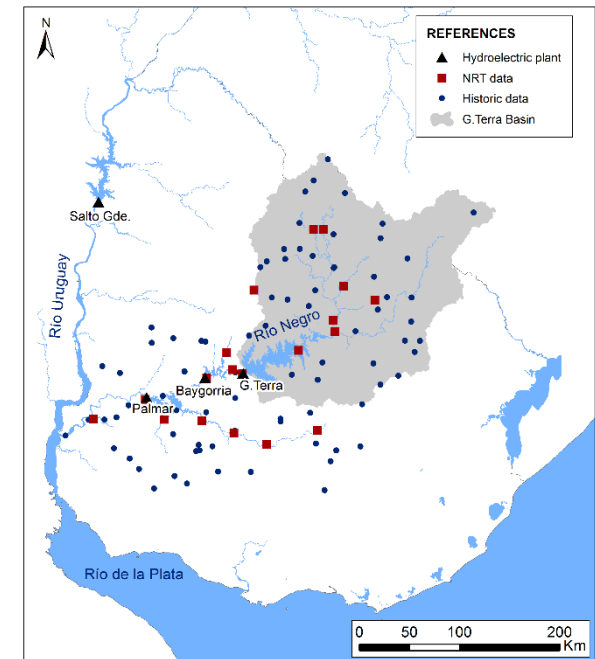 N
REFERENCES
Hydroelectric plant
NRT data
Historic data
G.Terra Basin
Salto Gde.
Río Uruguay
Río Negro
G.Terra
Baygorria
Palmar
Río de la Plata
0 50 100 200
Km